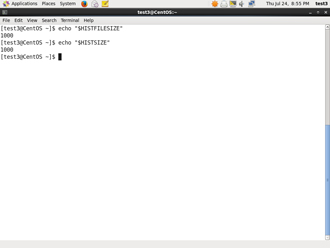 Applications Places System
Thu Jul 24, 8:55 PM test3
test3@CentOS:~
File Edit View Search Terminal Help
[test3@CentOS ~]$ echo "$HISTFILESIZE"
1000
[test3@CentOS ~]$ echo "$HISTSIZE"
1000
[test3@CentOS ~]$